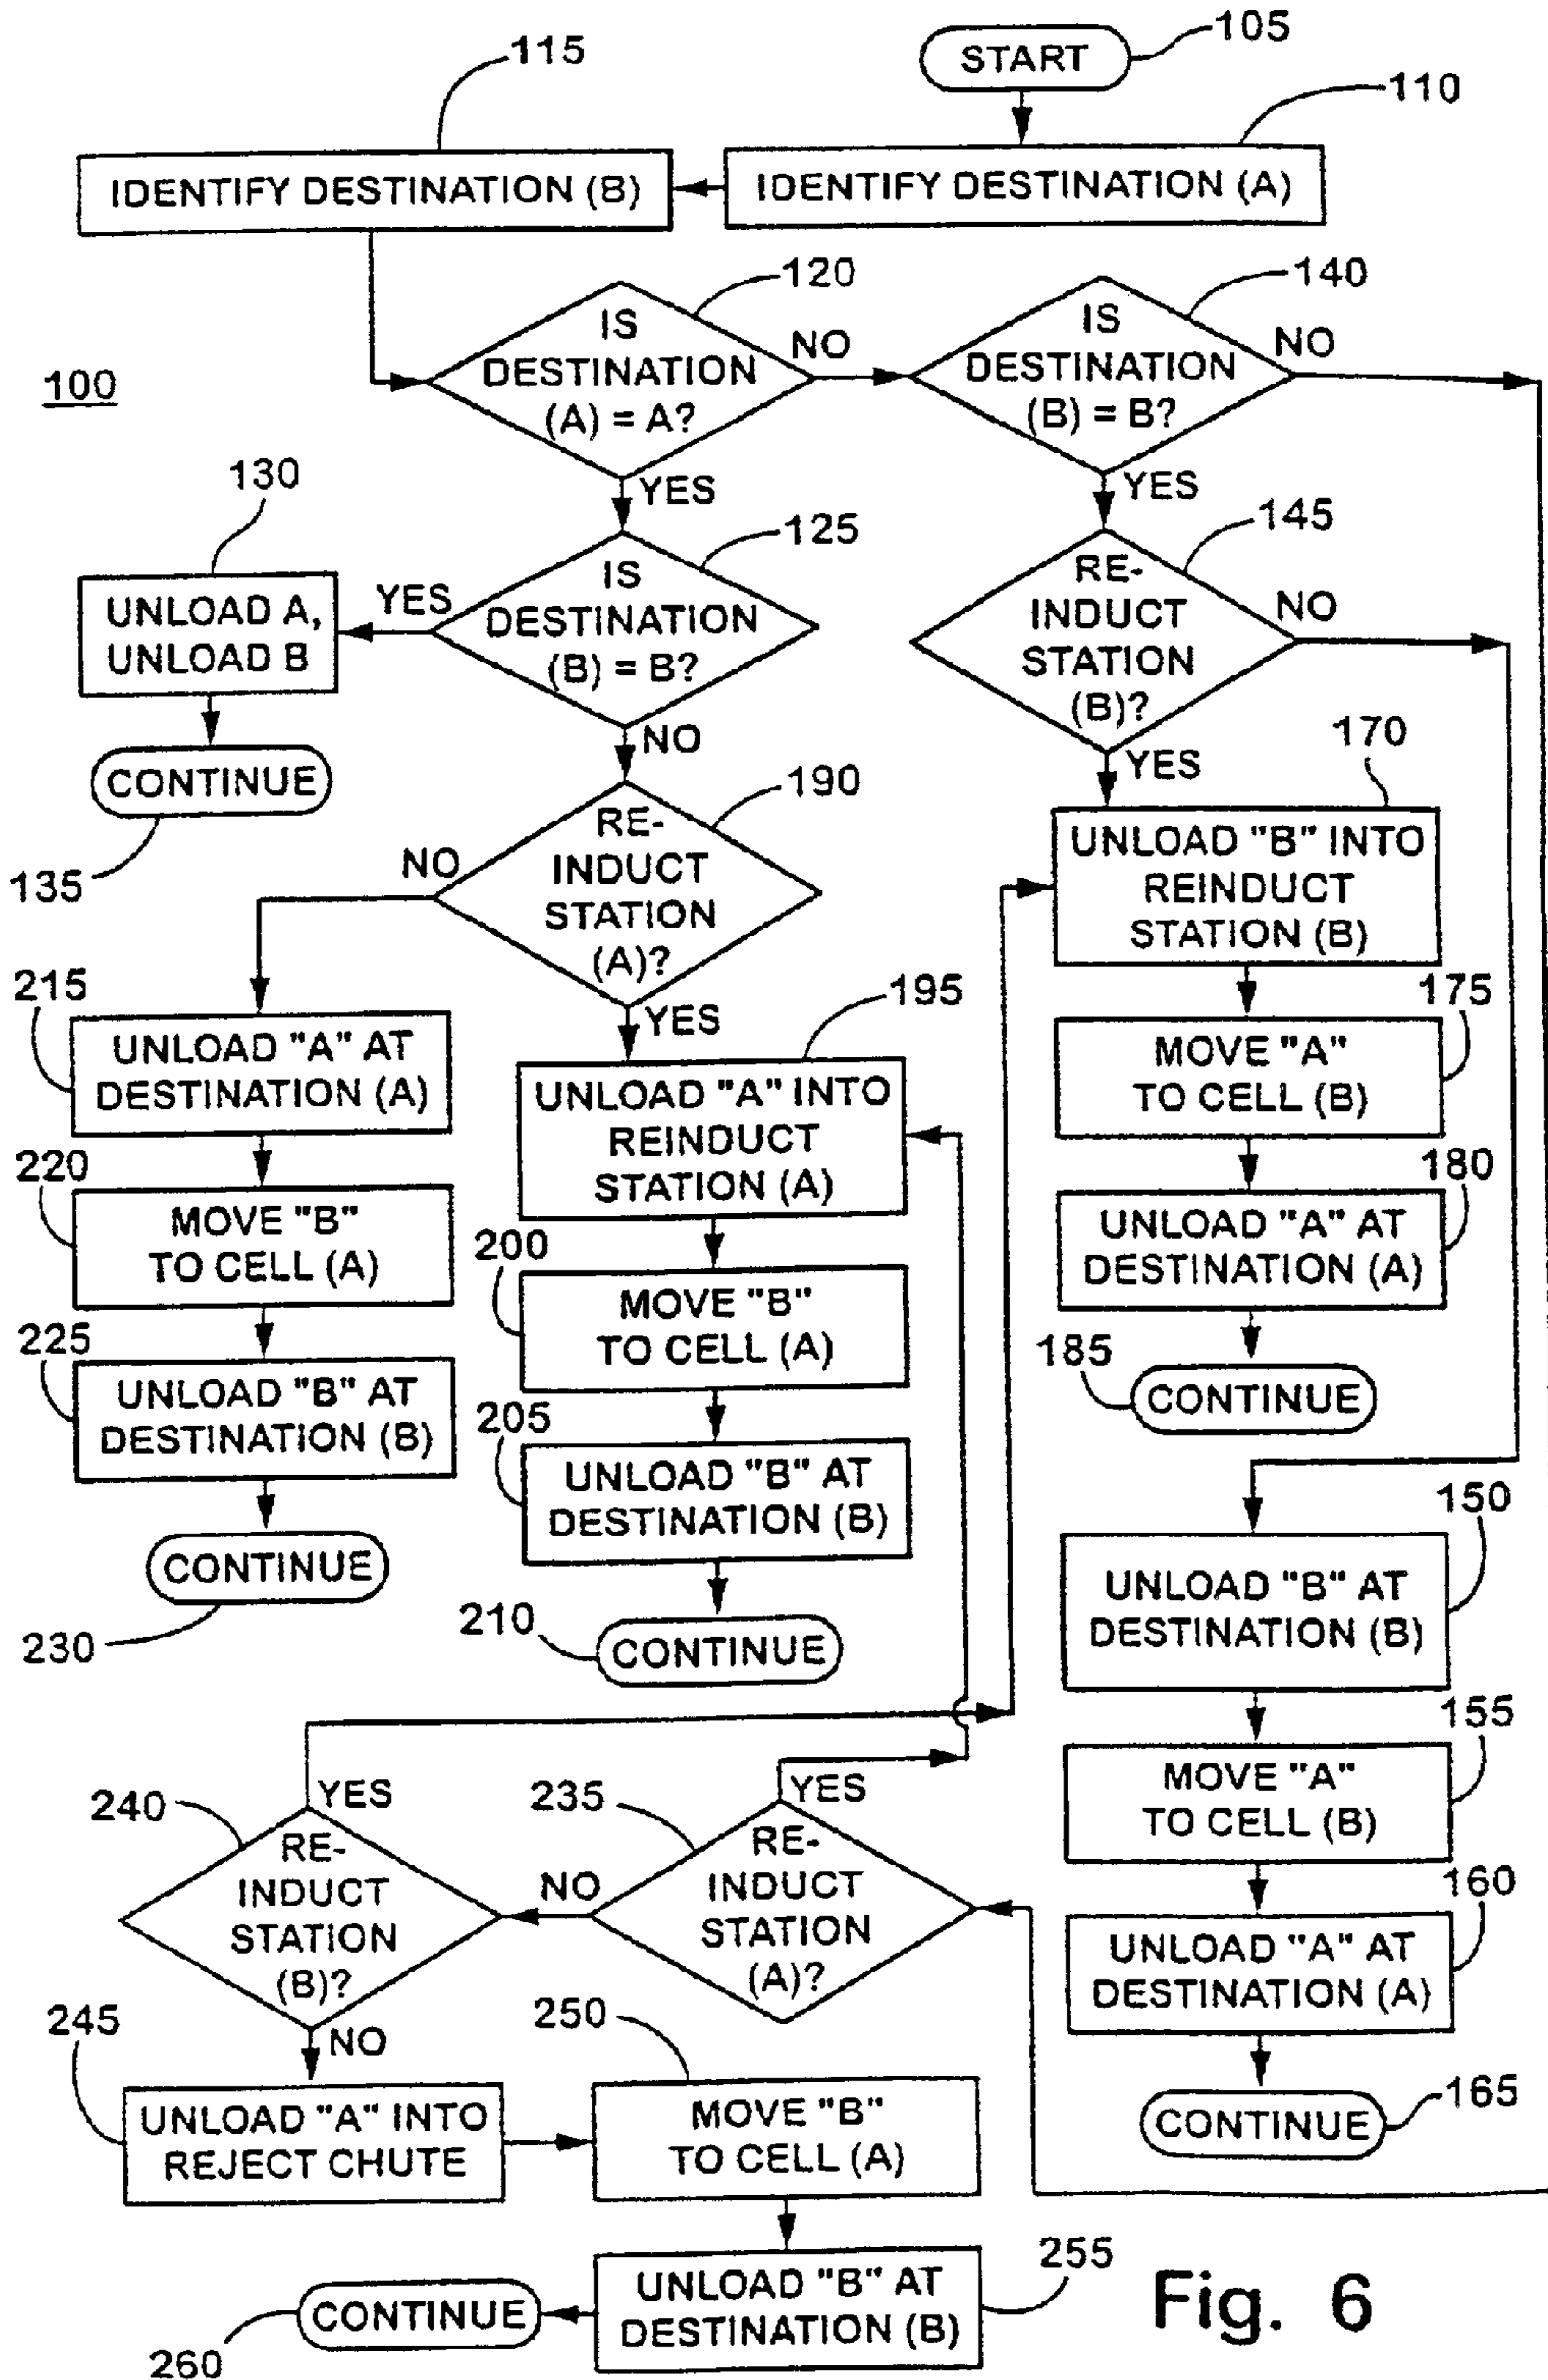 START
105
115
110
IDENTIFY DESTINATION (B)
IDENTIFY DESTINATION (A)
100
120
IS
DESTINATION
(A) = A?
NO
YES
140
IS
DESTINATION
(B) = B?
NO
YES
130
UNLOAD A,
UNLOAD B
YES
125
IS
DESTINATION
(B) = B?
NO
145
RE-
INDUCT
STATION
(B)?
NO
YES
CONTINUE
135
190
RE-
INDUCT
STATION
(A)?
NO
YES
170
UNLOAD "B" INTO
REINDUCT
STATION (B)
175
MOVE "A"
TO CELL (B)
180
UNLOAD "A" AT
DESTINATION (A)
185
CONTINUE
215
UNLOAD "A" AT
DESTINATION (A)
220
MOVE "B"
TO CELL (A)
225
UNLOAD "B" AT
DESTINATION (B)
CONTINUE
230
195
UNLOAD "A" INTO
REINDUCT
STATION (A)
200
MOVE "B"
TO CELL (A)
205
UNLOAD "B" AT
DESTINATION (B)
210
CONTINUE
150
UNLOAD "B" AT
DESTINATION (B)
155
MOVE "A"
TO CELL (B)
160
UNLOAD "A" AT
DESTINATION (A)
CONTINUE
165
240
YES
RE-
INDUCT
STATION
(B)?
NO
235
YES
RE-
INDUCT
STATION
(A)?
NO
245
UNLOAD "A" INTO
REJECT CHUTE
250
MOVE "B"
TO CELL (A)
255
UNLOAD "B" AT
DESTINATION (B)
CONTINUE
260
Fig. 6